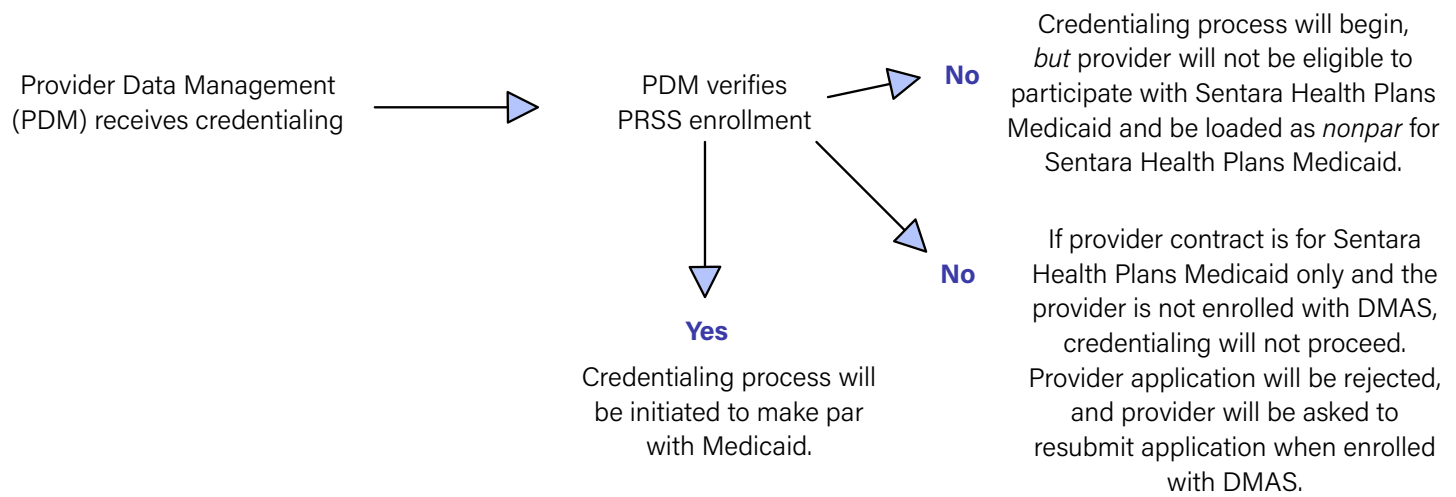 Provider Data Management
(PDM) receives credentialing
PDM verifies
PRSS enrollment
No
Credentialing process will begin,
but provider will not be eligible to
participate with Sentara Health Plans
Medicaid and be loaded as nonpar for
Sentara Health Plans Medicaid.
No
If provider contract is for Sentara
Health Plans Medicaid only and the
provider is not enrolled with DMAS,
credentialing will not proceed.
Provider application will be rejected,
and provider will be asked to
resubmit application when enrolled
with DMAS.
Yes
Credentialing process will
be initiated to make par
with Medicaid.